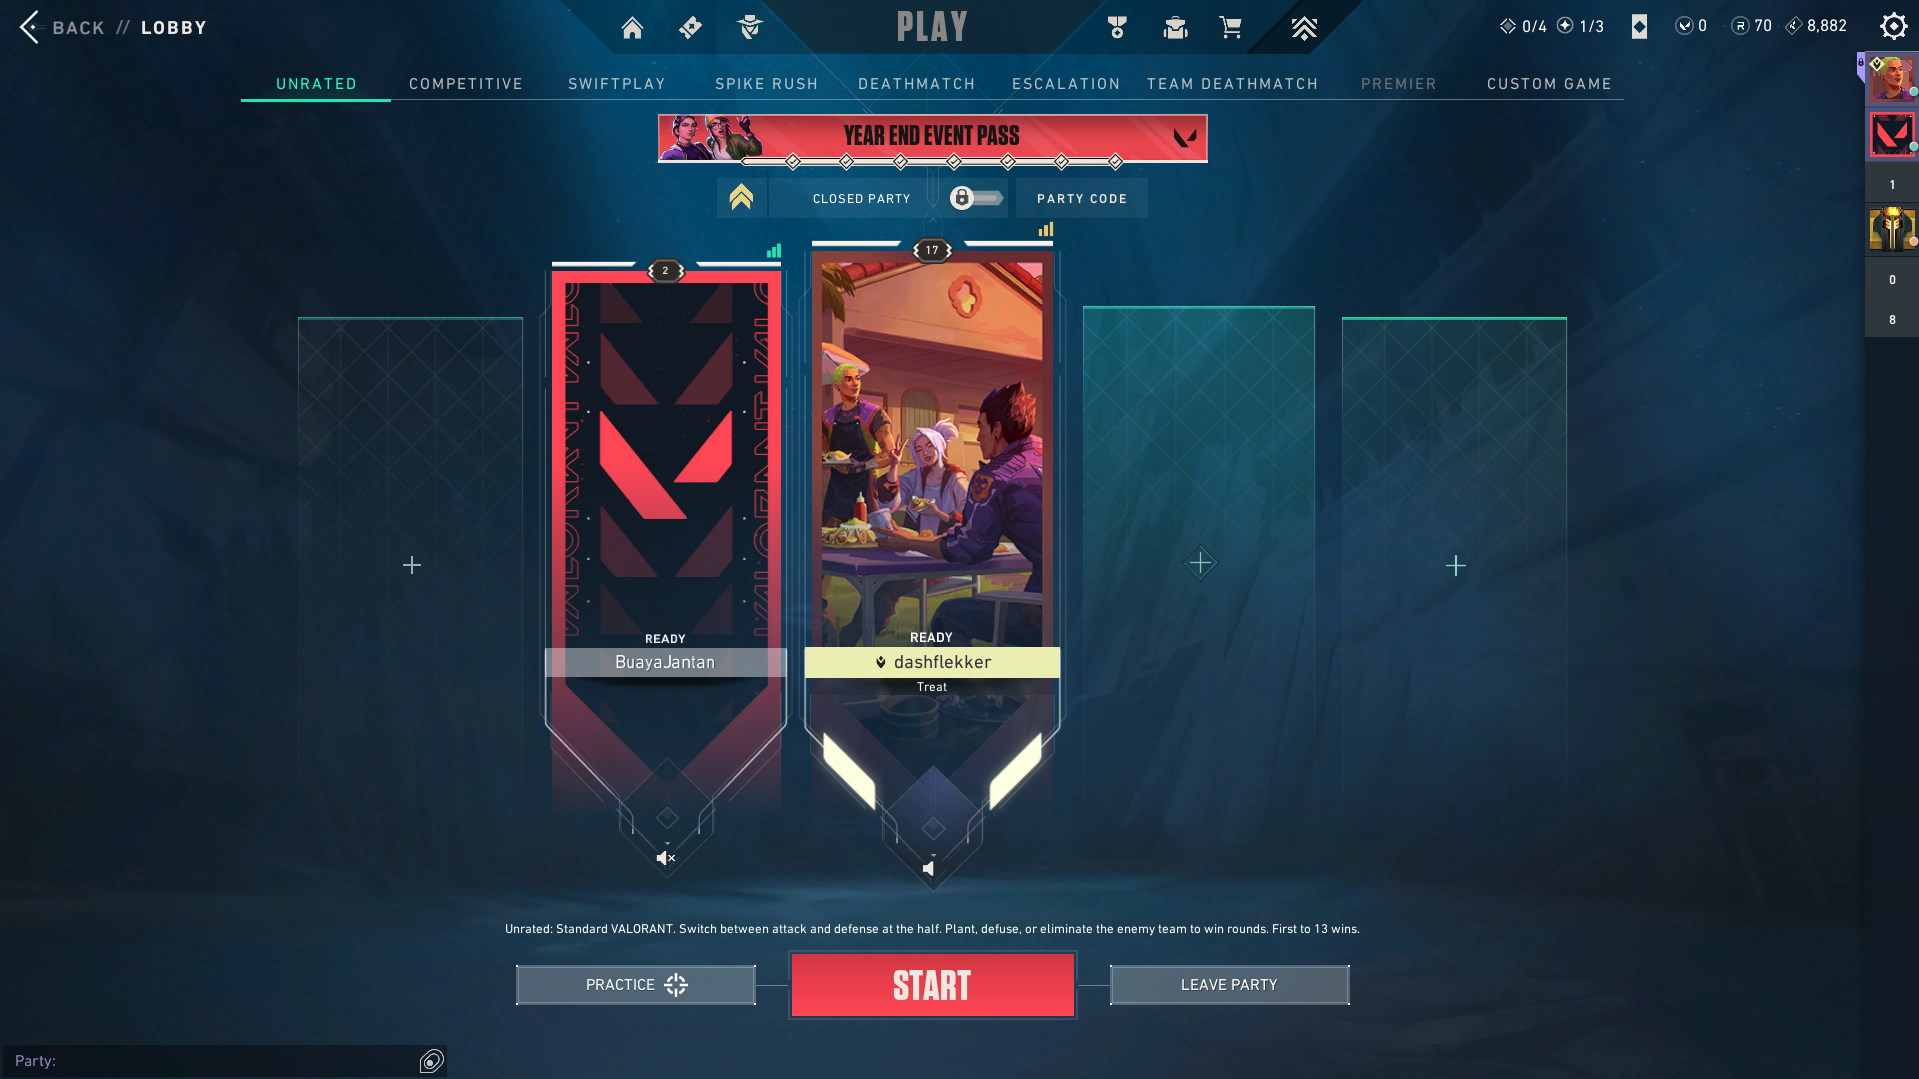 BACK // LOBBY
PLAY
0/4 1/3 0 70 8,882
UNRATED COMPETITIVE SWIFTPLAY SPIKE RUSH DEATHMATCH ESCALATION TEAM DEATHMATCH PREMIER CUSTOM GAME
YEAR END EVENT PASS
CLOSED PARTY
PARTY CODE
1
0
8
2
17
VALORANT
VALORANT
READY
BuayaJantan
READY
dashflekker
Treat
Unrated: Standard VALORANT. Switch between attack and defense at the half. Plant, defuse, or eliminate the enemy team to win rounds. First to 13 wins.
PRACTICE
START
LEAVE PARTY
Party: